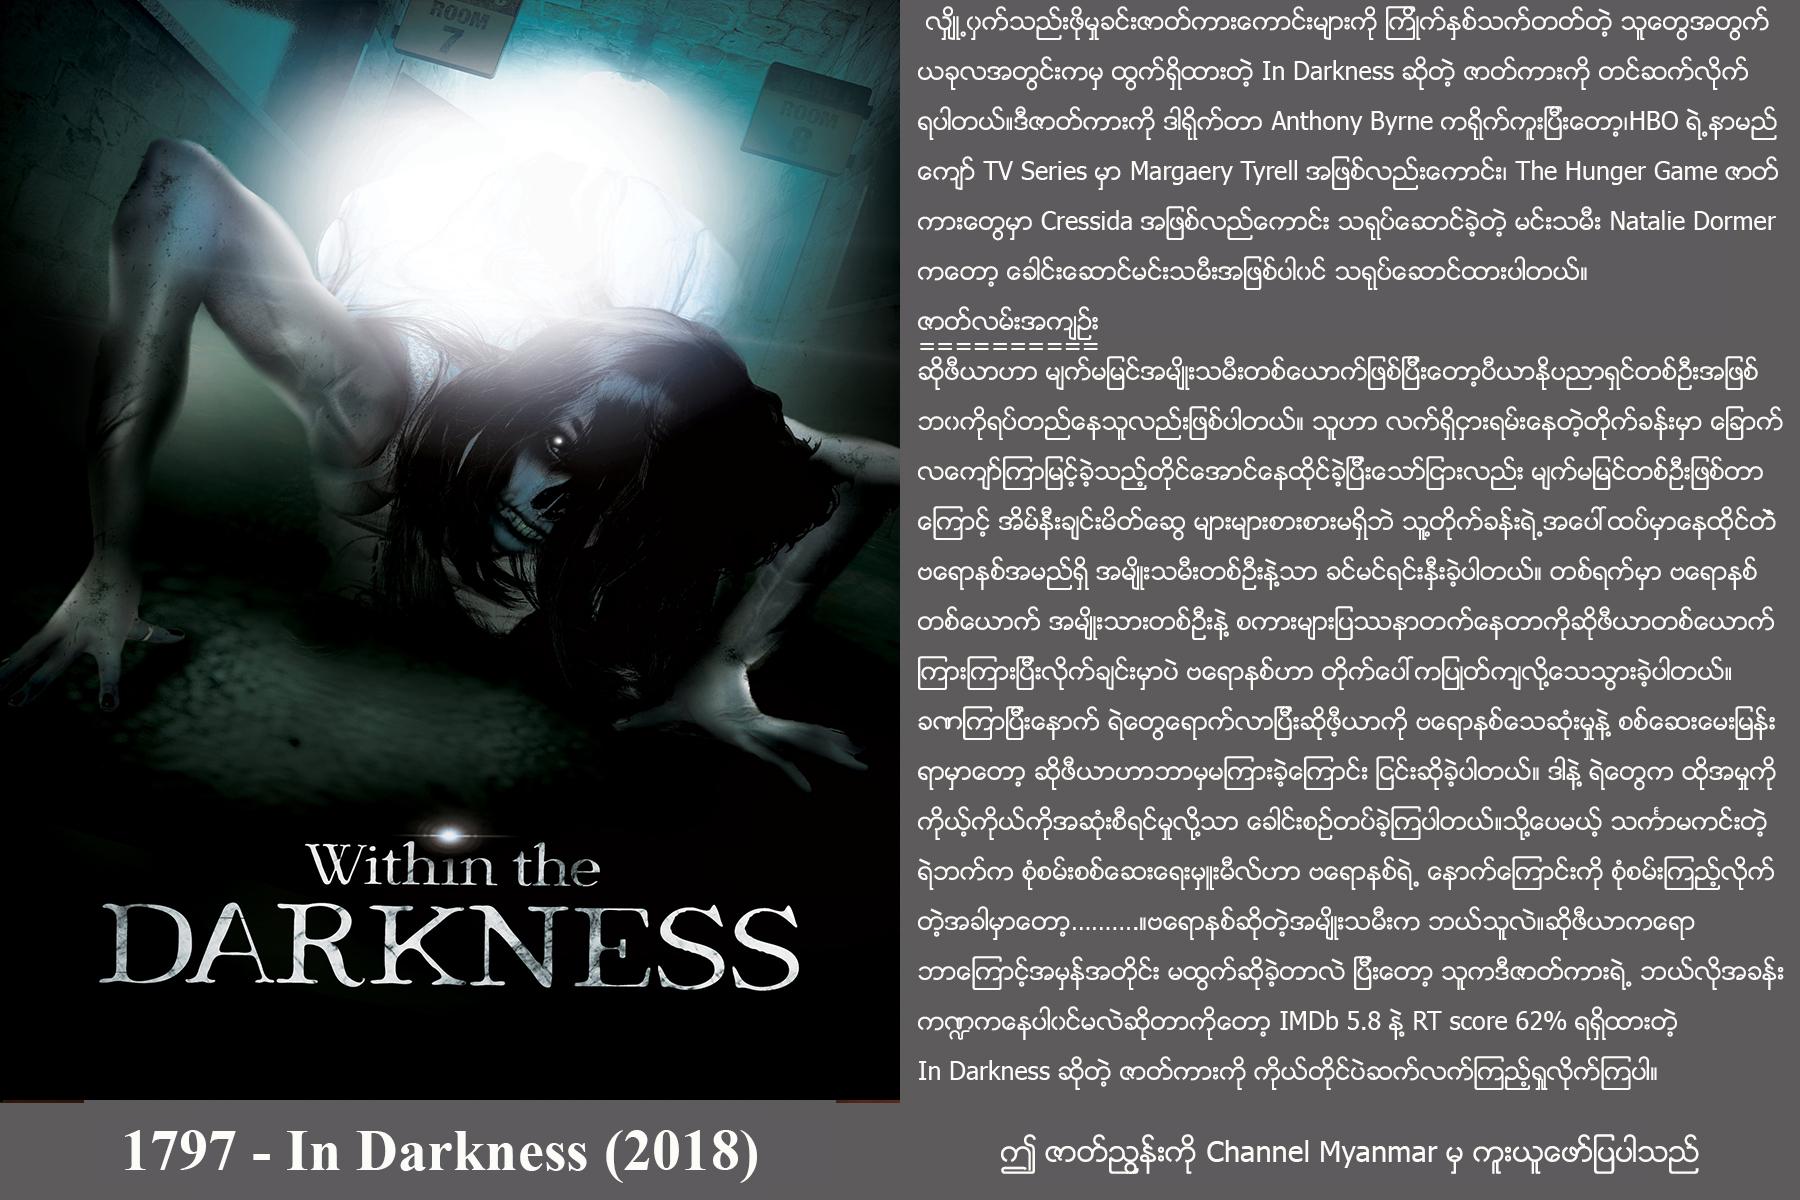 ROOM
7
ROOM
8
Within the
DARKNESS
1797 - In Darkness (2018)
လျှို့ဝှက်သည်းဖိုမှုခင်းဇာတ်ကားကောင်းများကို ကြိုက်နှစ်သက်တတ်တဲ့ သူတွေအတွက်
ယခုလအတွင်းကမှ ထွက်ရှိထားတဲ့ In Darkness ဆိုတဲ့ ဇာတ်ကားကို တင်ဆက်လိုက်
ရပါတယ်။ဒီဇာတ်ကားကို ဒါရိုက်တာ Anthony Byrne ကရိုက်ကူးပြီးတော့၊HBO ရဲ့နာမည်
ကျော် TV Series မှာ Margaery Tyrell အဖြစ်လည်းကောင်း၊ The Hunger Game ဇာတ်
ကားတွေမှာ Cressida အဖြစ်လည်ကောင်း သရုပ်ဆောင်ခဲ့တဲ့ မင်းသမီး Natalie Dormer
ကတော့ ခေါင်းဆောင်မင်းသမီးအဖြစ်ပါဝင် သရုပ်ဆောင်ထားပါတယ်။
ဇာတ်လမ်းအကျဉ်း
==========
ဆိုဖီယာဟာ မျက်မမြင်အမျိုးသမီးတစ်ယောက်ဖြစ်ပြီးတော့ပီယာနိုပညာရှင်တစ်ဦးအဖြစ်
ဘဝကိုရပ်တည်နေသူလည်းဖြစ်ပါတယ်။ သူဟာ လက်ရှိငှားရမ်းနေတဲ့တိုက်ခန်းမှာ ခြောက်
လကျော်ကြာမြင့်ခဲ့သည့်တိုင်အောင်နေထိုင်ခဲ့ပြီးသော်ငြားလည်း မျက်မမြင်တစ်ဦးဖြစ်တာ
ကြောင့် အိမ်နီးချင်းမိတ်ဆွေ များများစားစားမရှိဘဲ သူ့တိုက်ခန်းရဲ့အပေါ်ထပ်မှာနေထိုင်တဲ
ဗရောနစ်အမည်ရှိ အမျိုးသမီးတစ်ဦးနဲ့သာ ခင်မင်ရင်းနှီးခဲ့ပါတယ်။ တစ်ရက်မှာ ဗရောနစ်
တစ်ယောက် အမျိုးသားတစ်ဦးနဲ့ စကားများပြဿနာတက်နေတာကိုဆိုဖီယာတစ်ယောက်
ကြားကြားပြီးလိုက်ချင်းမှာပဲ ဗရောနစ်ဟာ တိုက်ပေါ်ကပြုတ်ကျလို့သေသွားခဲ့ပါတယ်။
ခဏကြာပြီးနောက် ရဲတွေရောက်လာပြီးဆိုဖို့ယာကို ဗရောနစ်သေဆုံးမှုနဲ့ စစ်ဆေးမေးမြန်း
ရာမှာတော့ ဆိုဖီယာဟာဘာမှမကြားခဲ့ကြောင်း ငြင်းဆိုခဲ့ပါတယ်။ ဒါနဲ့ ရဲတွေက ထိုအမှုကို
ကိုယ့်ကိုယ်ကိုအဆုံးစီရင်မှုလို့သာ ခေါင်းစဉ်တပ်ခဲ့ကြပါတယ်။သို့ပေမယ့် သင်္ကာမကင်းတဲ့
ရဲဘက်က စုံစမ်းစစ်ဆေးရေးမှူးမီလ်ဟာ ဗရောနစ်ရဲ့ နောက်ကြောင်းကို စုံစမ်းကြည့်လိုက်
တဲ့အခါမှာတော့..........။ဗရောနစ်ဆိုတဲ့အမျိုးသမီးက ဘယ်သူလဲ။ဆိုဖီယာကရော
ဘာကြောင့်အမှန်အတိုင်း မထွက်ဆိုခဲ့တာလဲ ပြီးတော့ သူကဒီဇာတ်ကားရဲ့ ဘယ်လိုအခန်း
ကဏ္ဍကနေပါဝင်မလဲဆိုတာကိုတော့ IMDb 5.8 နဲ့ RT score 62% ရရှိထားတဲ့
In Darkness ဆိုတဲ့ ဇာတ်ကားကို ကိုယ်တိုင်ပဲဆက်လက်ကြည့်ရှုလိုက်ကြပါ။
ဤ ဇာတ်ညွှန်းကို Channel Myanmar မှ ကူးယူဖော်ပြပါသည်